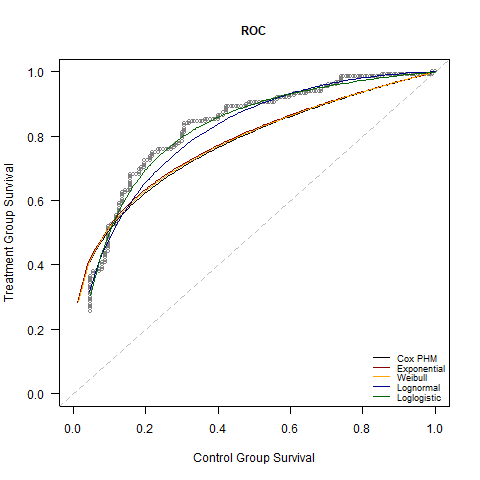 ROC
Treatment Group Survival
1.0
0.8
0.6
0.4
0.2
0.0
Cox PHM
Exponential
Weibull
Lognormal
Loglogistic
0.0 0.2 0.4 0.6 0.8 1.0
Control Group Survival